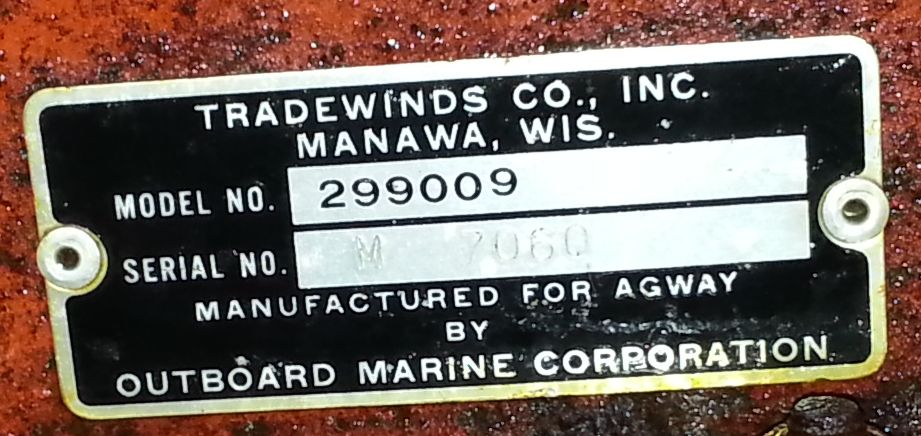 TRADEWINDS CO., INC.
MANAWA, WIS.
MODEL NO. 299009
SERIAL NO. M 7060
MANUFACTURED FOR AGWAY
BY
OUTBOARD MARINE CORPORATION